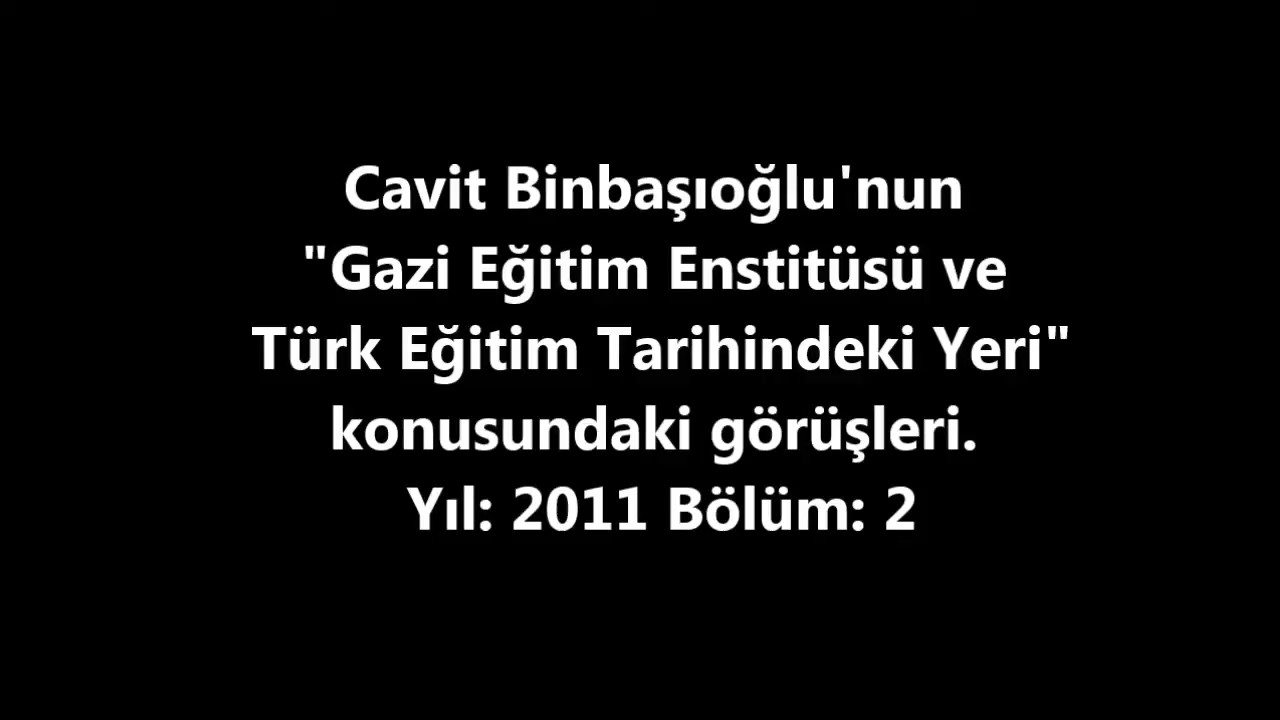 Cavit Binbaşıoğlu'nun
"Gazi Eğitim Enstitüsü ve
Türk Eğitim Tarihindeki Yeri"
konusundaki görüşleri.
Yıl: 2011 Bölüm: 2